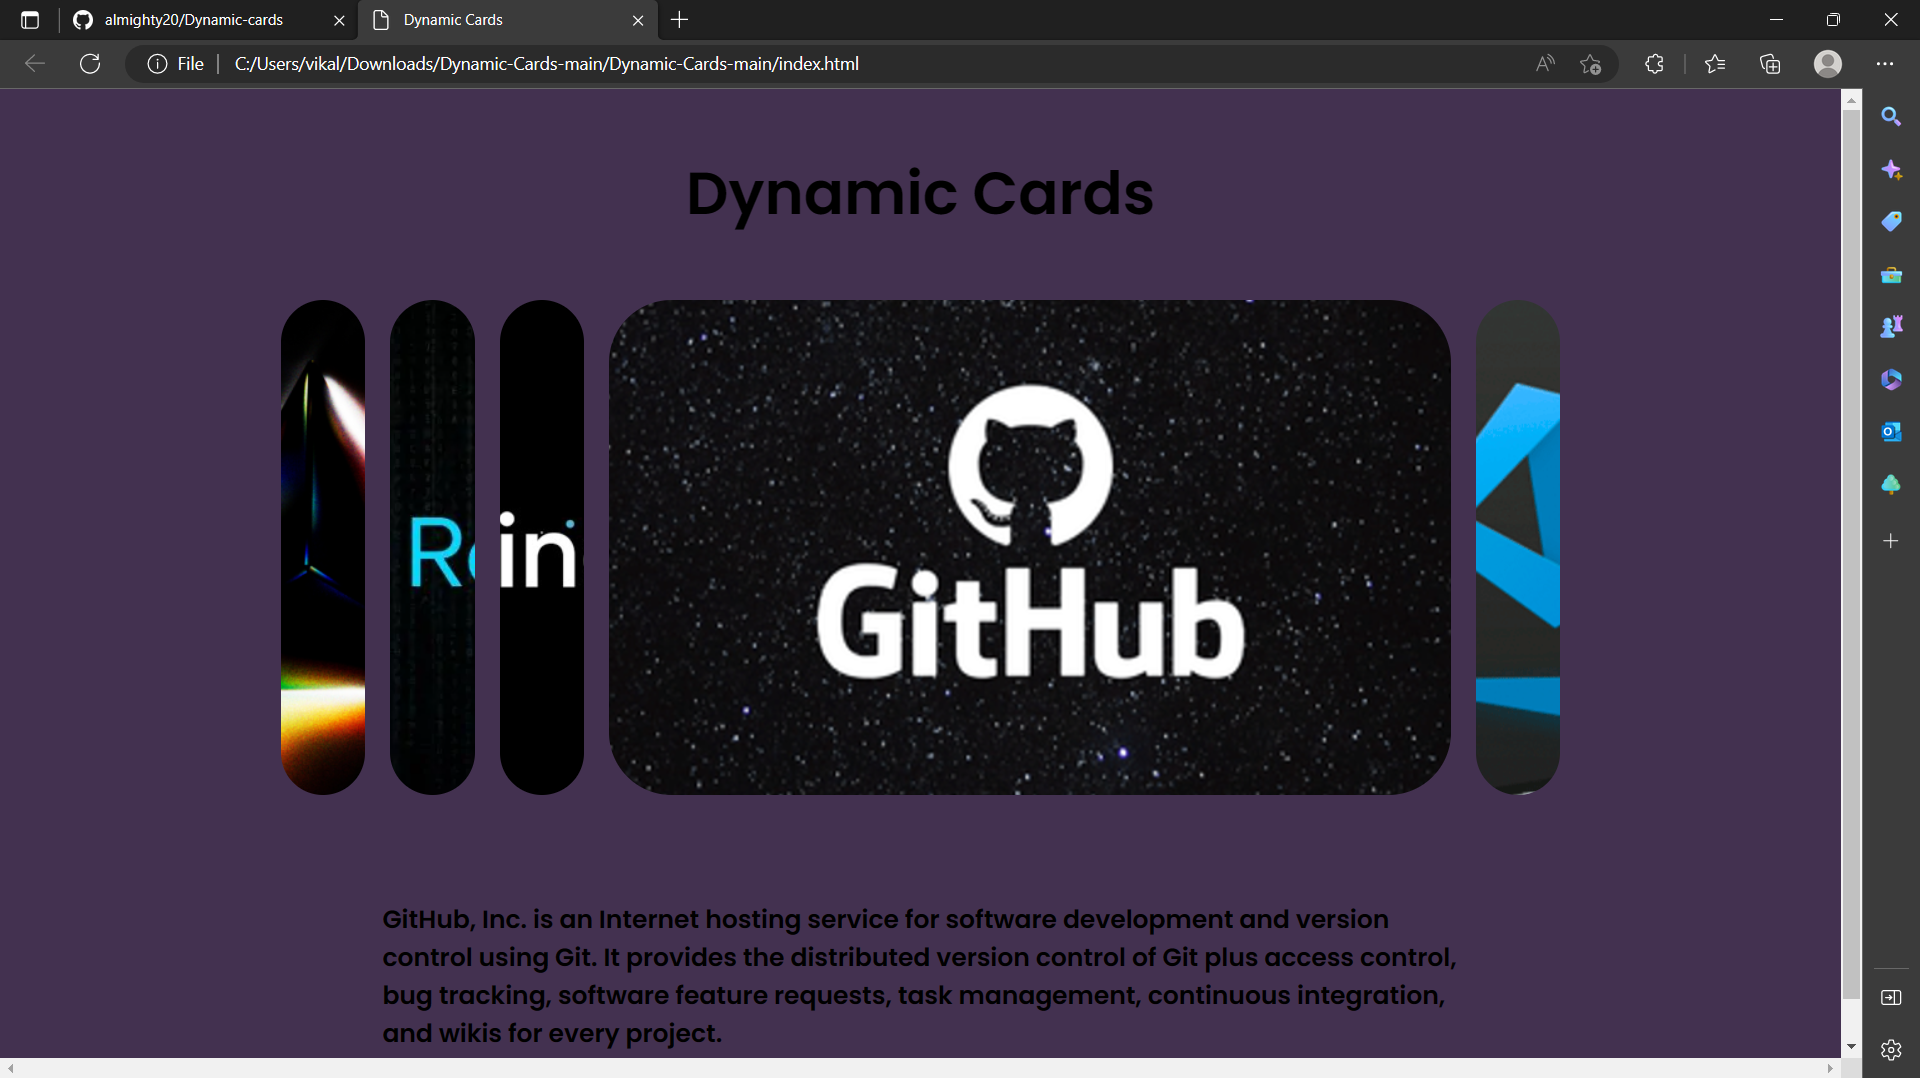 almighty20/Dynamic-cards
Dynamic Cards
File
C:/Users/vikal/Downloads/Dynamic-Cards-main/Dynamic-Cards-main/index.html
Dynamic Cards
in
GitHub
GitHub, Inc. is an Internet hosting service for software development and version
control using Git. It provides the distributed version control of Git plus access control,
bug tracking, software feature requests, task management, continuous integration,
and wikis for every project.